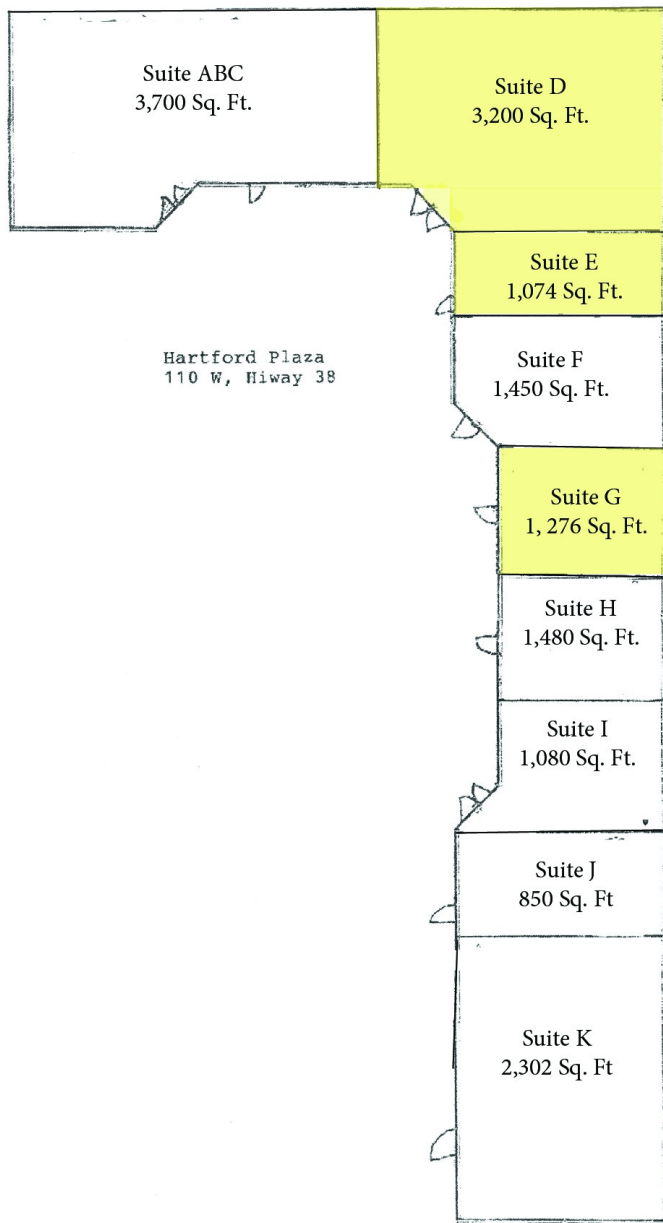 Suite ABC
3,700 Sq. Ft.
Suite D
3,200 Sq. Ft.
Suite E
1,074 Sq. Ft.
Hartford Plaza
110 W, Hiway 38
Suite F
1,450 Sq. Ft.
Suite G
1, 276 Sq. Ft.
Suite H
1,480 Sq. Ft.
Suite I
1,080 Sq. Ft.
Suite J
850 Sq. Ft
Suite K
2,302 Sq. Ft